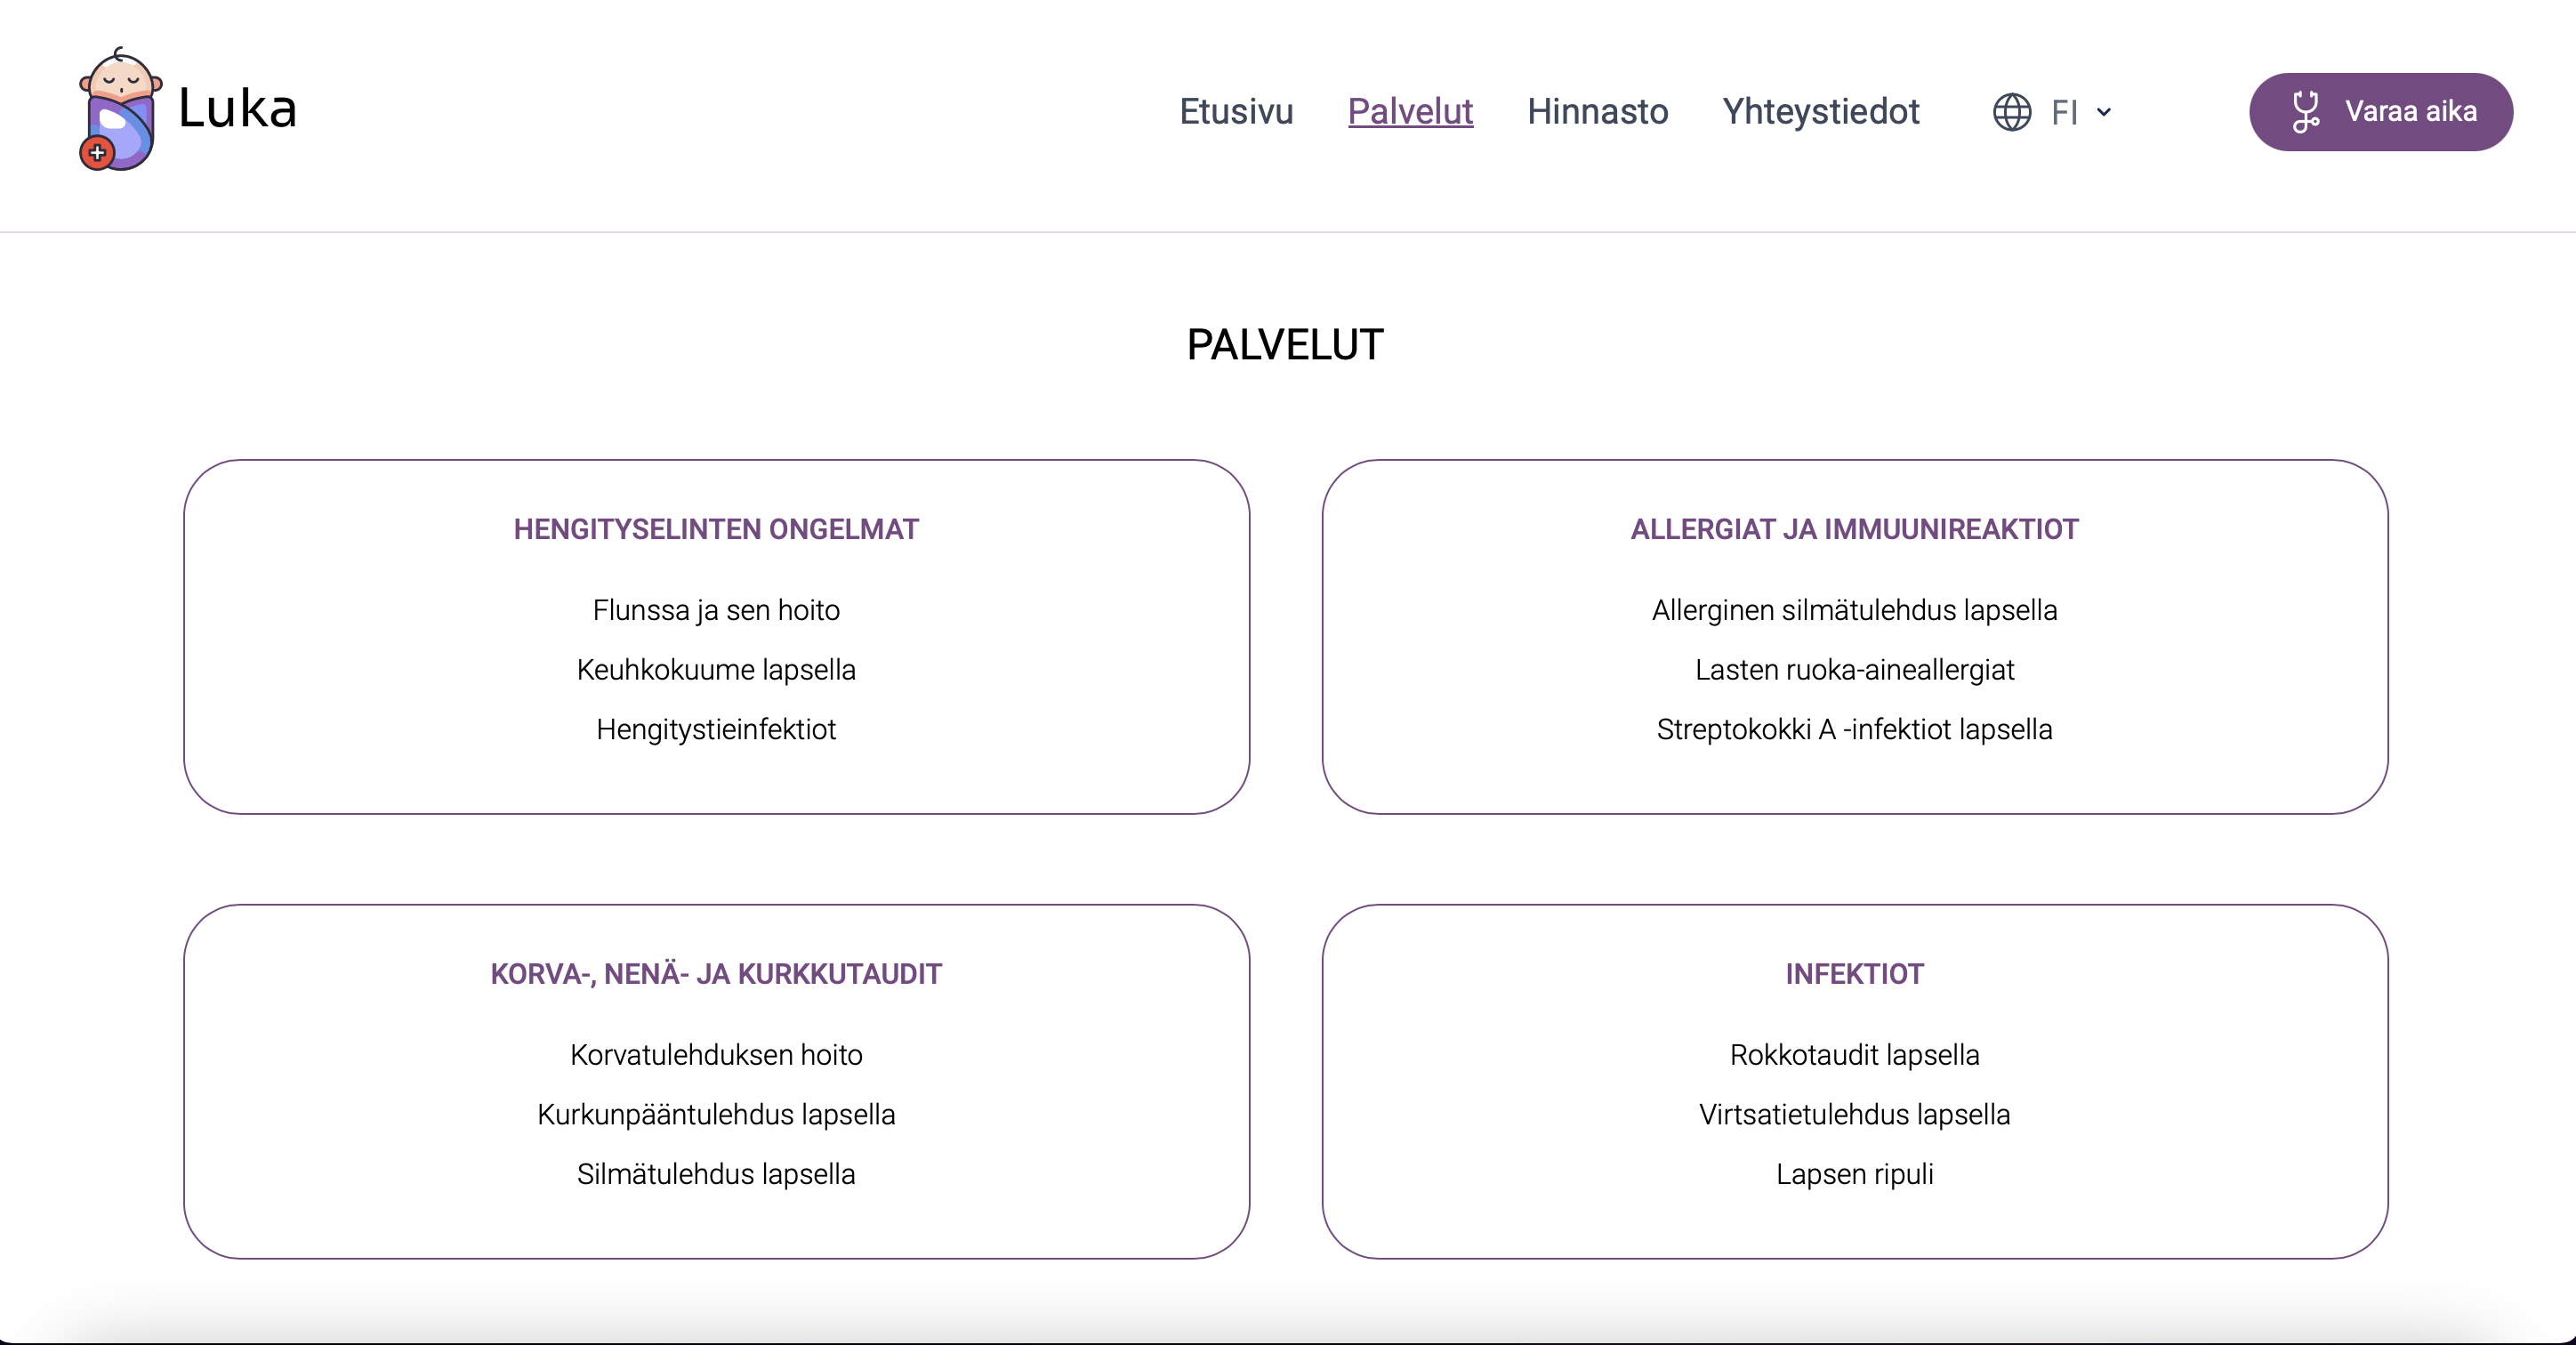 Luka
Etusivu Palvelut Hinnasto Yhteystiedot FI Varaa aika
PALVELUT
HENGITYSELINTEN ONGELMAT
Flunssa ja sen hoito
Keuhkokuume lapsella
Hengitystieinfektiot
ALLERGIAT JA IMMUUNIREAKTIOT
Allerginen silmätulehdus lapsella
Lasten ruoka-aineallergiat
Streptokokki A -infektiot lapsella
KORVA-, NENÄ- JA KURKKUTAUDIT
Korvatulehduksen hoito
Kurkunpääntulehdus lapsella
Silmätulehdus lapsella
INFEKTIOT
Rokkotaudit lapsella
Virtsatietulehdus lapsella
Lapsen ripuli